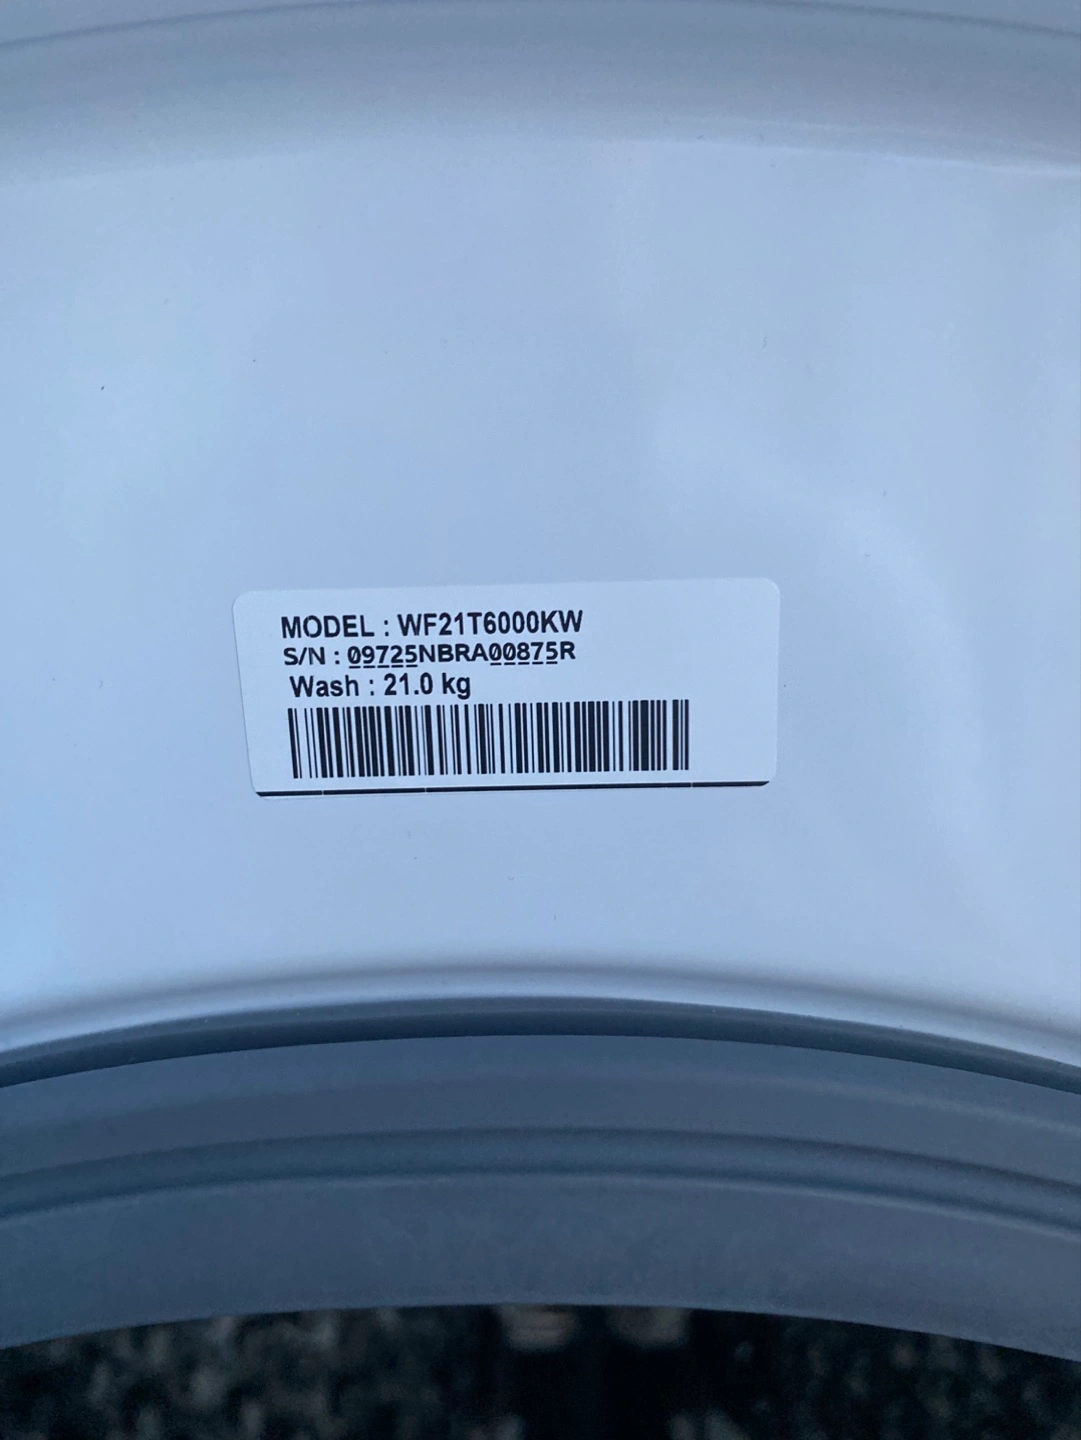 MODEL : WF21T6000KW
S/N : 09725NBRA00875R
Wash : 21.0 kg